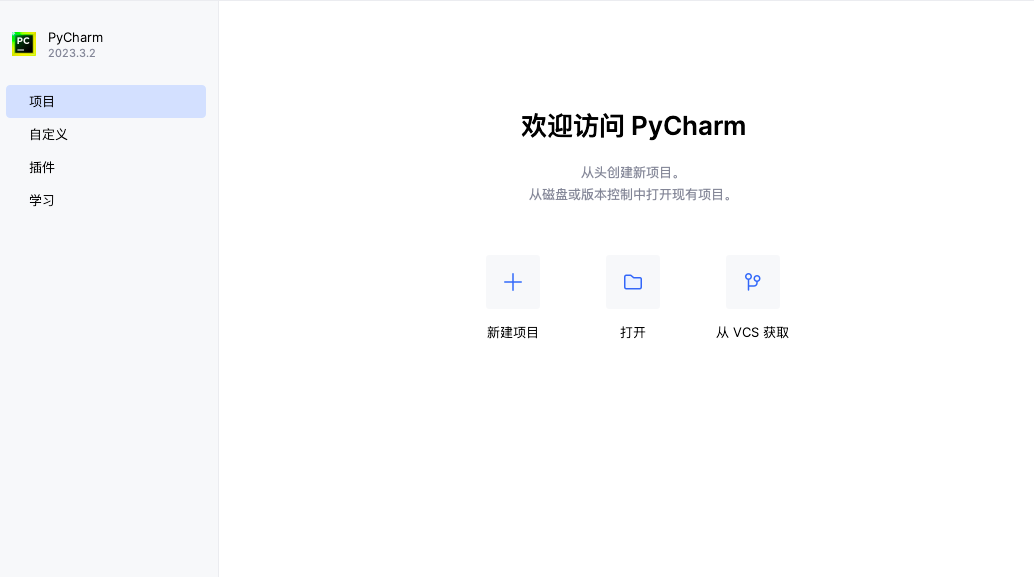 PC
PyCharm
2023.3.2
项目
自定义
插件
学习
欢迎访问 PyCharm
从头创建新项目。
从磁盘或版本控制中打开现有项目。
新建项目
打开
从 VCS 获取